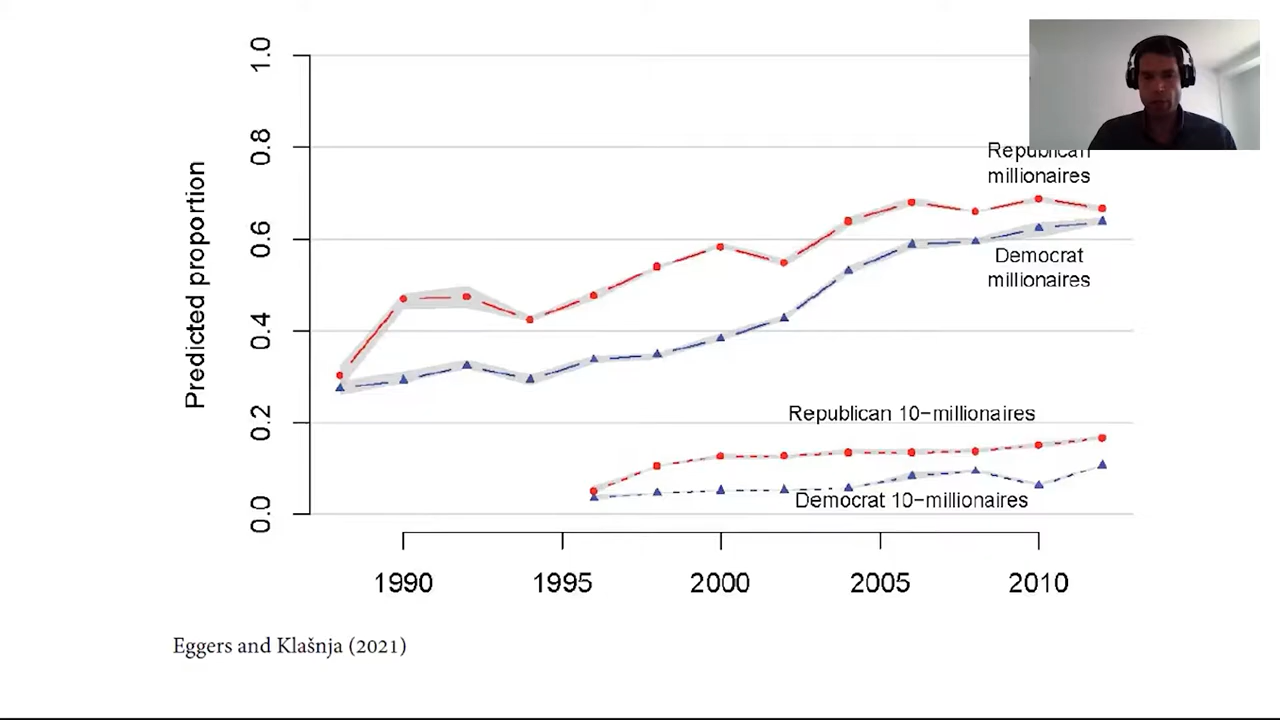 1.0
0.8
0.6
0.4
0.2
0.0
Predicted proportion
Republican
millionaires
Democrat
millionaires
Republican 10−millionaires
Democrat 10−millionaires
1990
1995
2000
2005
2010
Eggers and Klašnja (2021)